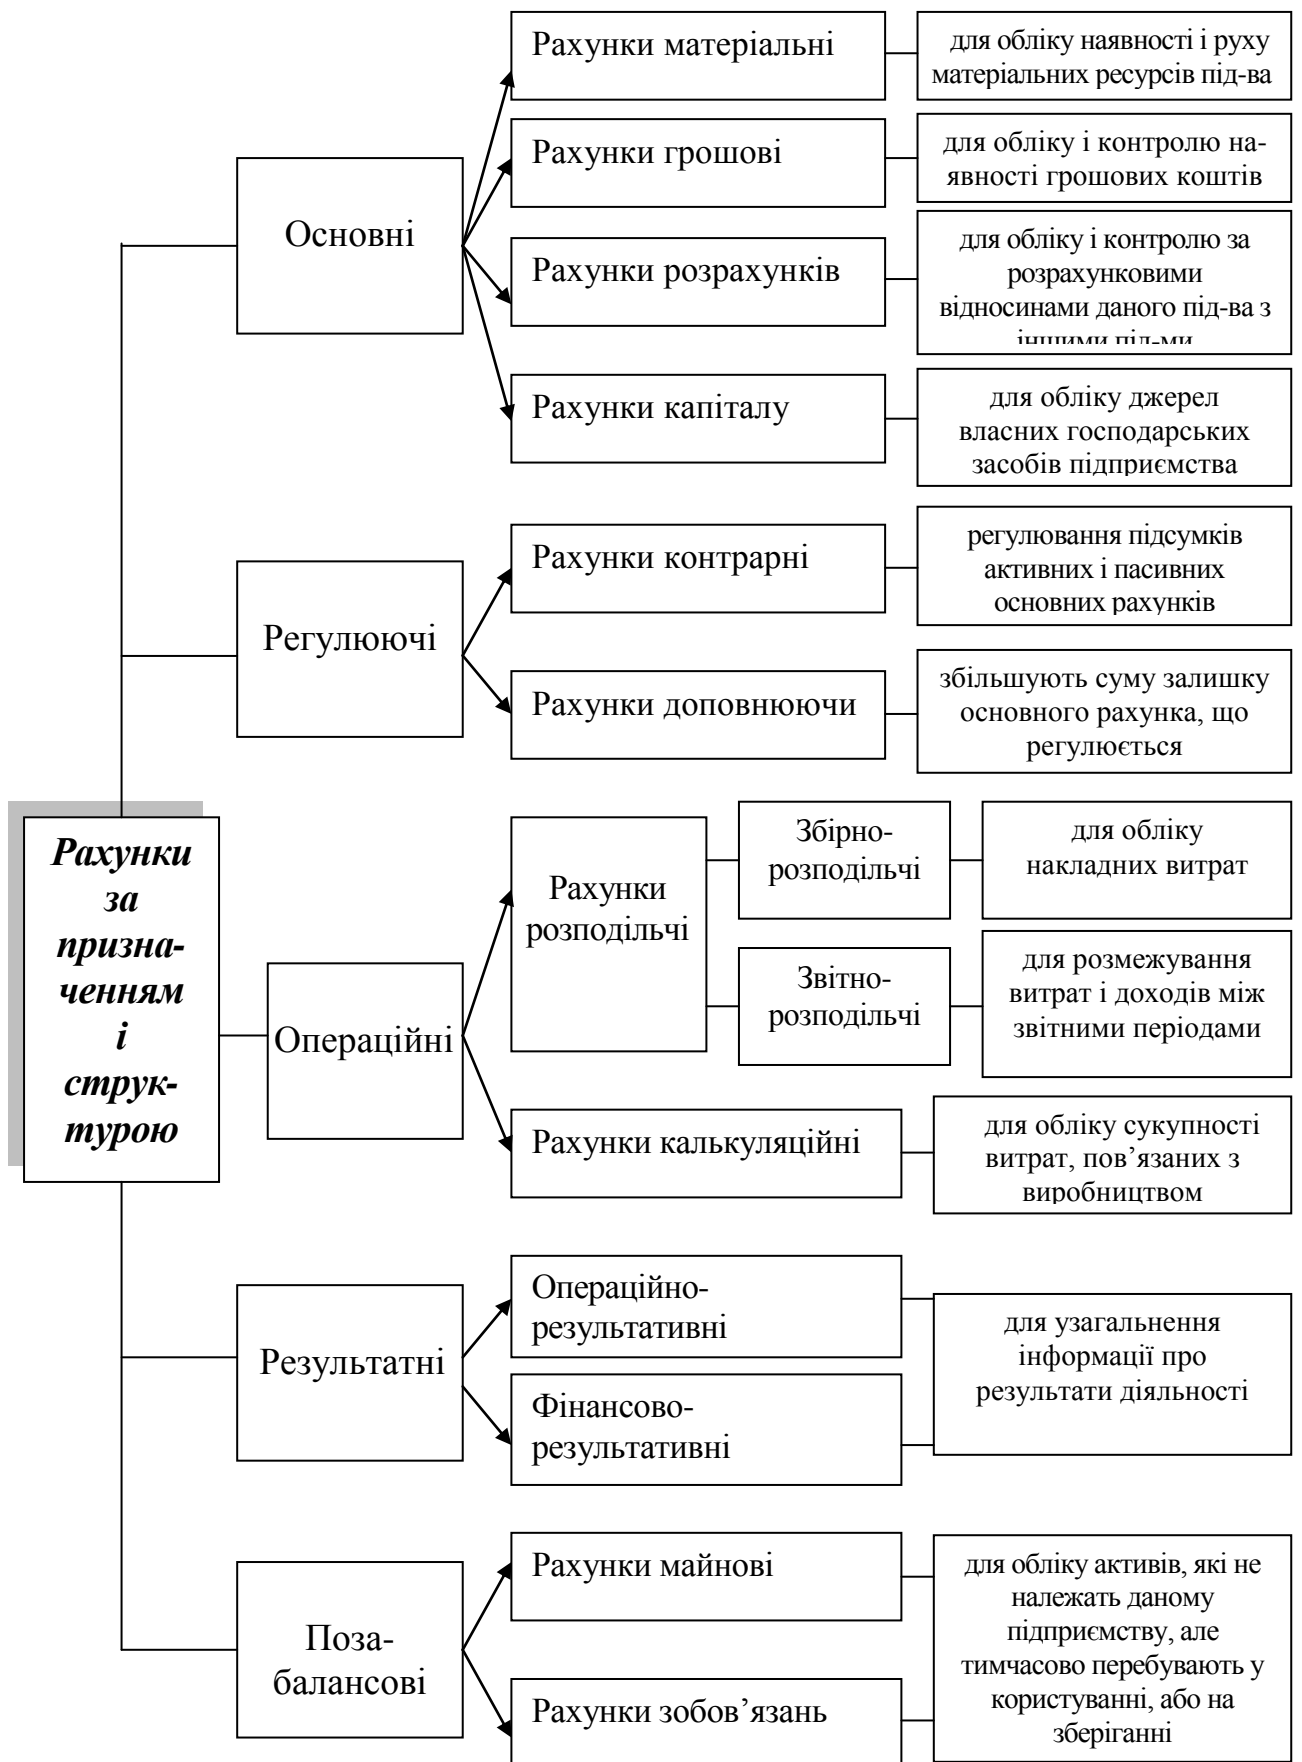 Рахунки матеріальні
для обліку наявності і руху
матеріальних ресурсів під-ва
Рахунки грошові
для обліку і контролю на-
явності грошових коштів
Основні
Рахунки розрахунків
для обліку і контролю за
розрахунковими
відносинами даного під-ва з
іншими під-ми
Рахунки капіталу
для обліку джерел
власних господарських
засобів підприємства
Регулюючі
Рахунки контрарні
регулювання підсумків
активних і пасивних
основних рахунків
Рахунки доповнюючи
збільшують суму залишку
основного рахунка, що
регулюється
Рахунки
за
призна-
ченням
і
струк-
турою
Операційні
Рахунки
розподільчі
Збірно-
розподільчі
для обліку
накладних витрат
Звітно-
розподільчі
для розмежування
витрат і доходів між
звітними періодами
Рахунки калькуляційні
для обліку сукупності
витрат, пов’язаних з
виробництвом
Результатні
Операційно-
результативні
Фінансово-
результативні
для узагальнення
інформації про
результати діяльності
Поза-
балансові
Рахунки майнові
Рахунки зобов’язань
для обліку активів, які не
належать даному
підприємству, але
тимчасово перебувають у
користуванні, або на
зберіганні